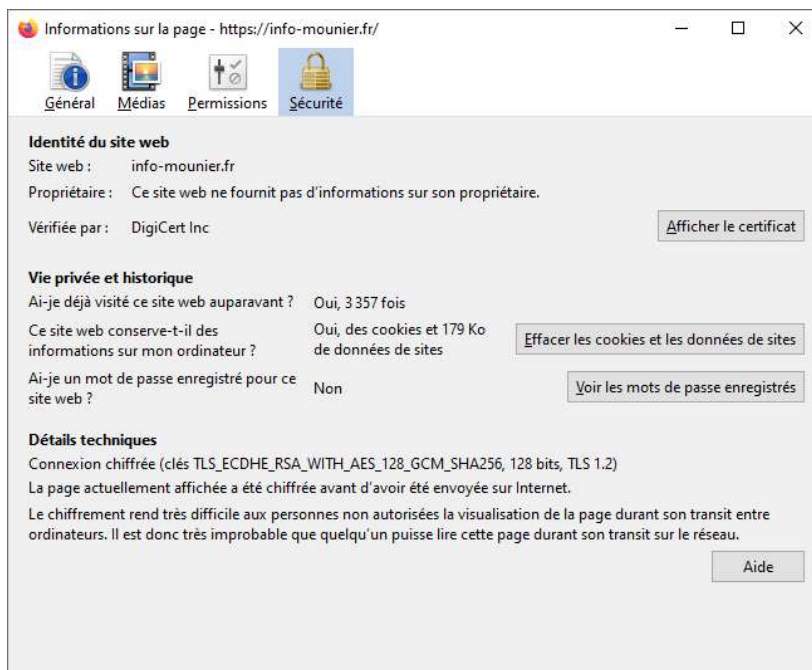 Informations sur la page - https://info-mounier.fr/
Général Médias Permissions Sécurité
Identité du site web
Site web : info-mounier.fr
Propriétaire : Ce site web ne fournit pas d'informations sur son propriétaire.
Vérifiée par : DigiCert Inc
Afficher le certificat
Vie privée et historique
Ai-je déjà visité ce site web auparavant ? Oui, 3 357 fois
Ce site web conserve-t-il des
informations sur mon ordinateur ?
Oui, des cookies et 179 Ko
de données de sites
Effacer les cookies et les données de sites
Ai-je un mot de passe enregistré pour ce
site web ?
Non
Voir les mots de passe enregistrés
Détails techniques
Connexion chiffrée (clés TLS_ECDHE_RSA_WITH_AES_128_GCM_SHA256, 128 bits, TLS 1.2)
La page actuellement affichée a été chiffrée avant d'avoir été envoyée sur Internet.
Le chiffrement rend très difficile aux personnes non autorisées la visualisation de la page durant son transit entre
ordinateurs. Il est donc très improbable que quelqu'un puisse lire cette page durant son transit sur le réseau.
Aide